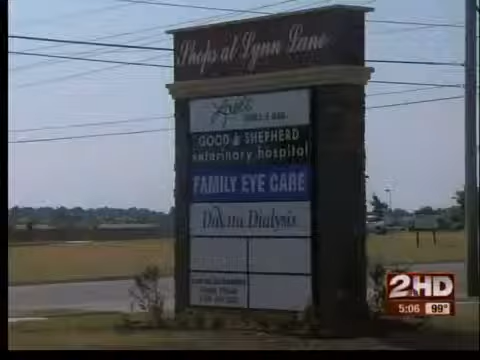 Shops at Lynn Lane
GOOD SHEPHERD
veterinary hospital
FAMILY EYE CARE
DaVita Dialysis
2HD
5:06 99°